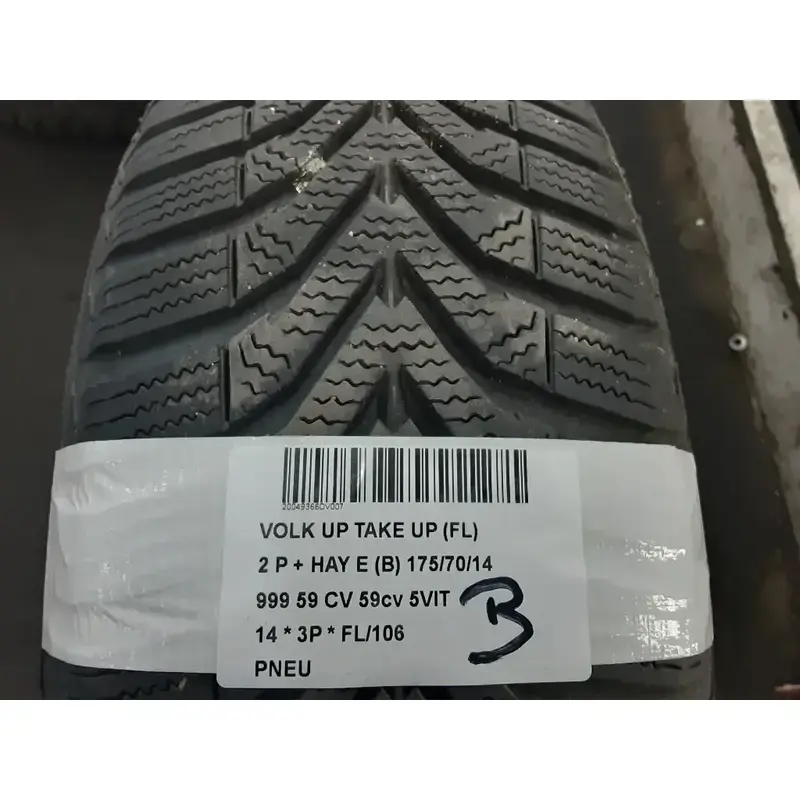 20049366DV007
VOLK UP TAKE UP (FL)
2 P + HAY E (B) 175/70/14
999 59 CV 59cv 5VIT
14 * 3P * FL/106
PNEU
B